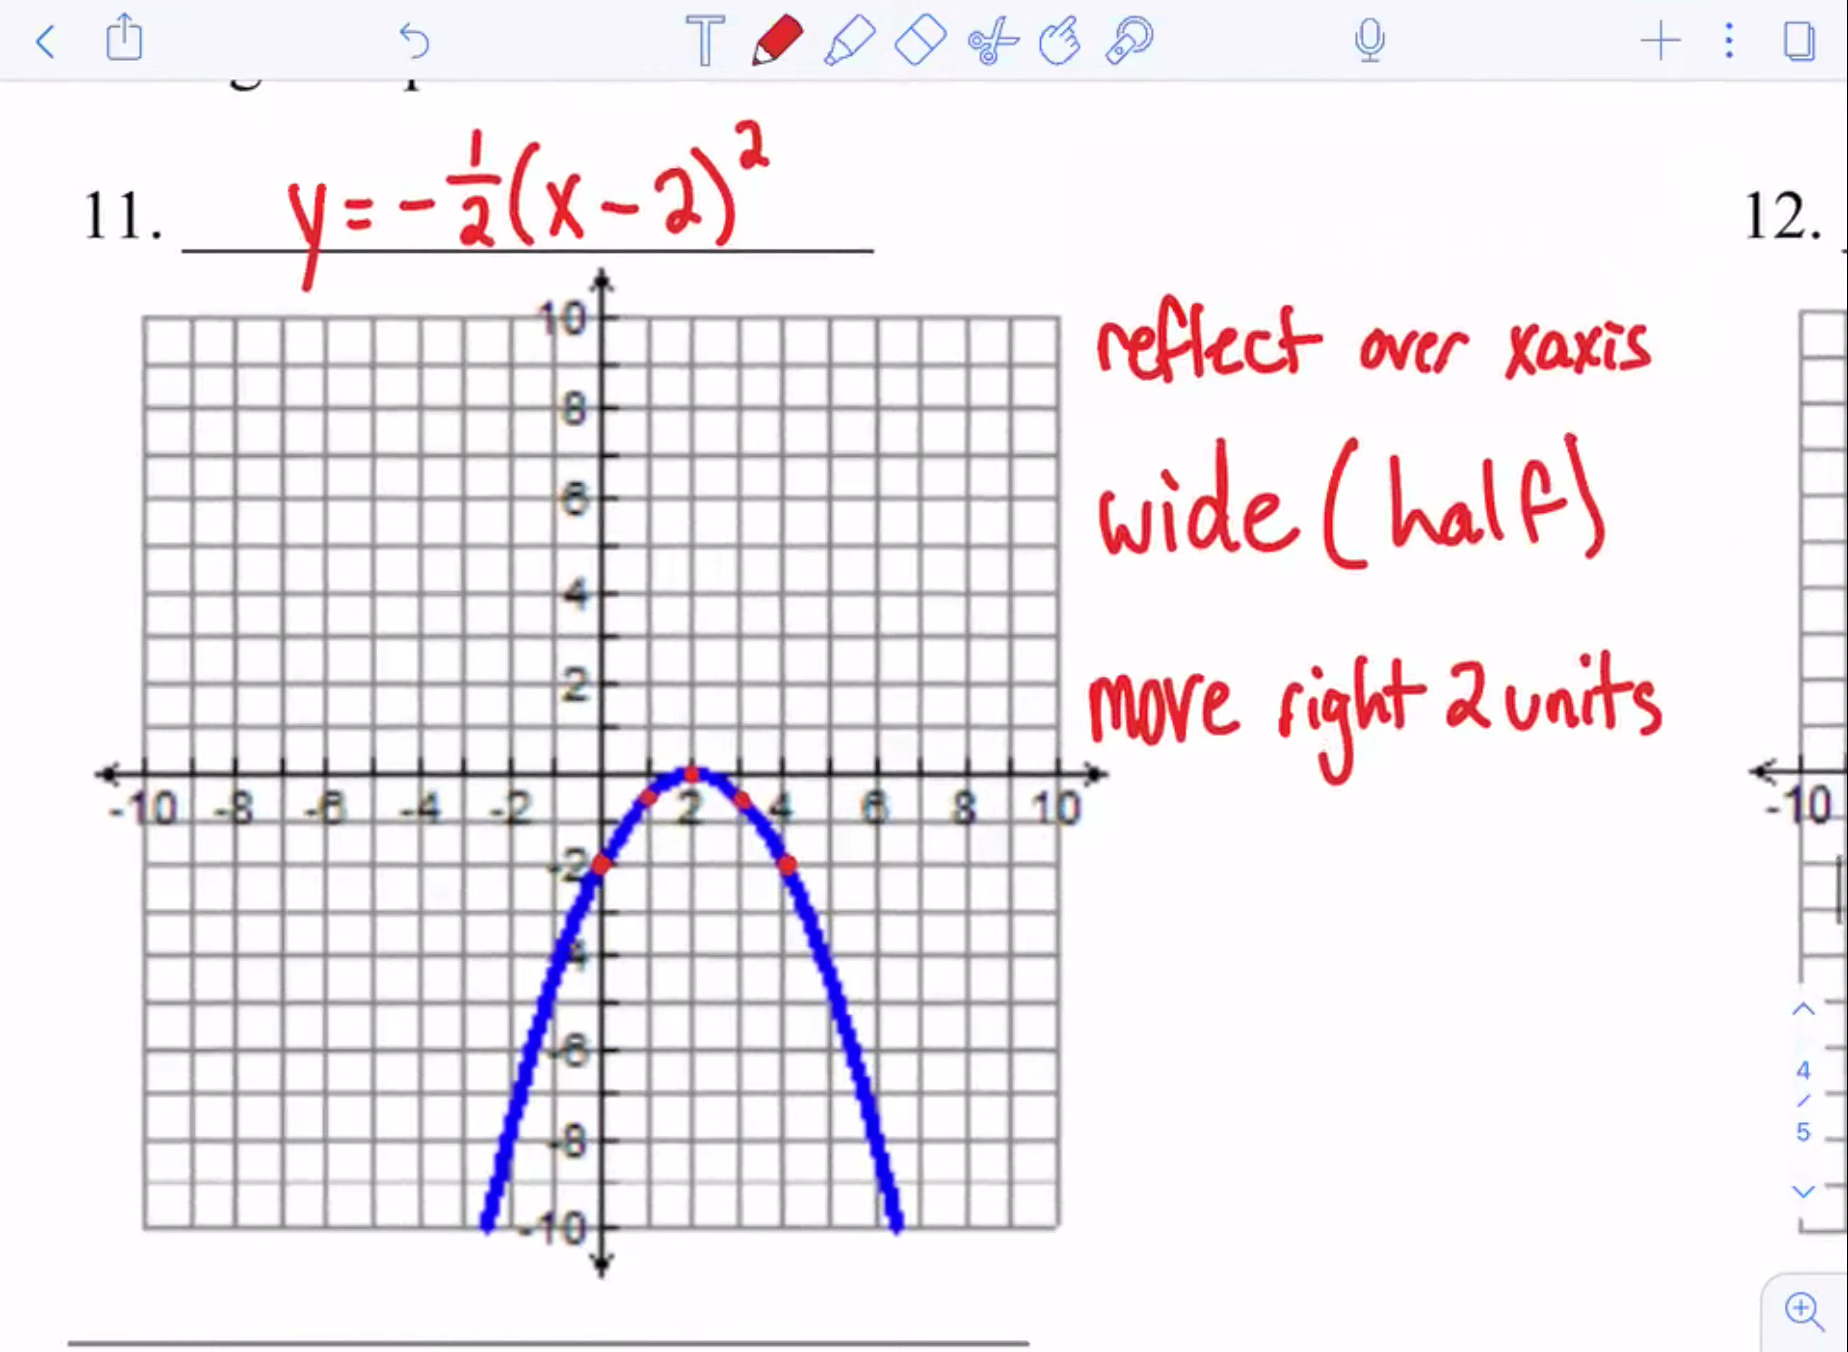 T
11. y = -1/2(x - 2)^2
12.
10
8
6
4
2
-10 -8 -6 -4 -2 2 4 6 8 10
-2
-4
-6
-8
-10
reflect over xaxis
wide (half)
move right 2 units
-10
4
/
5